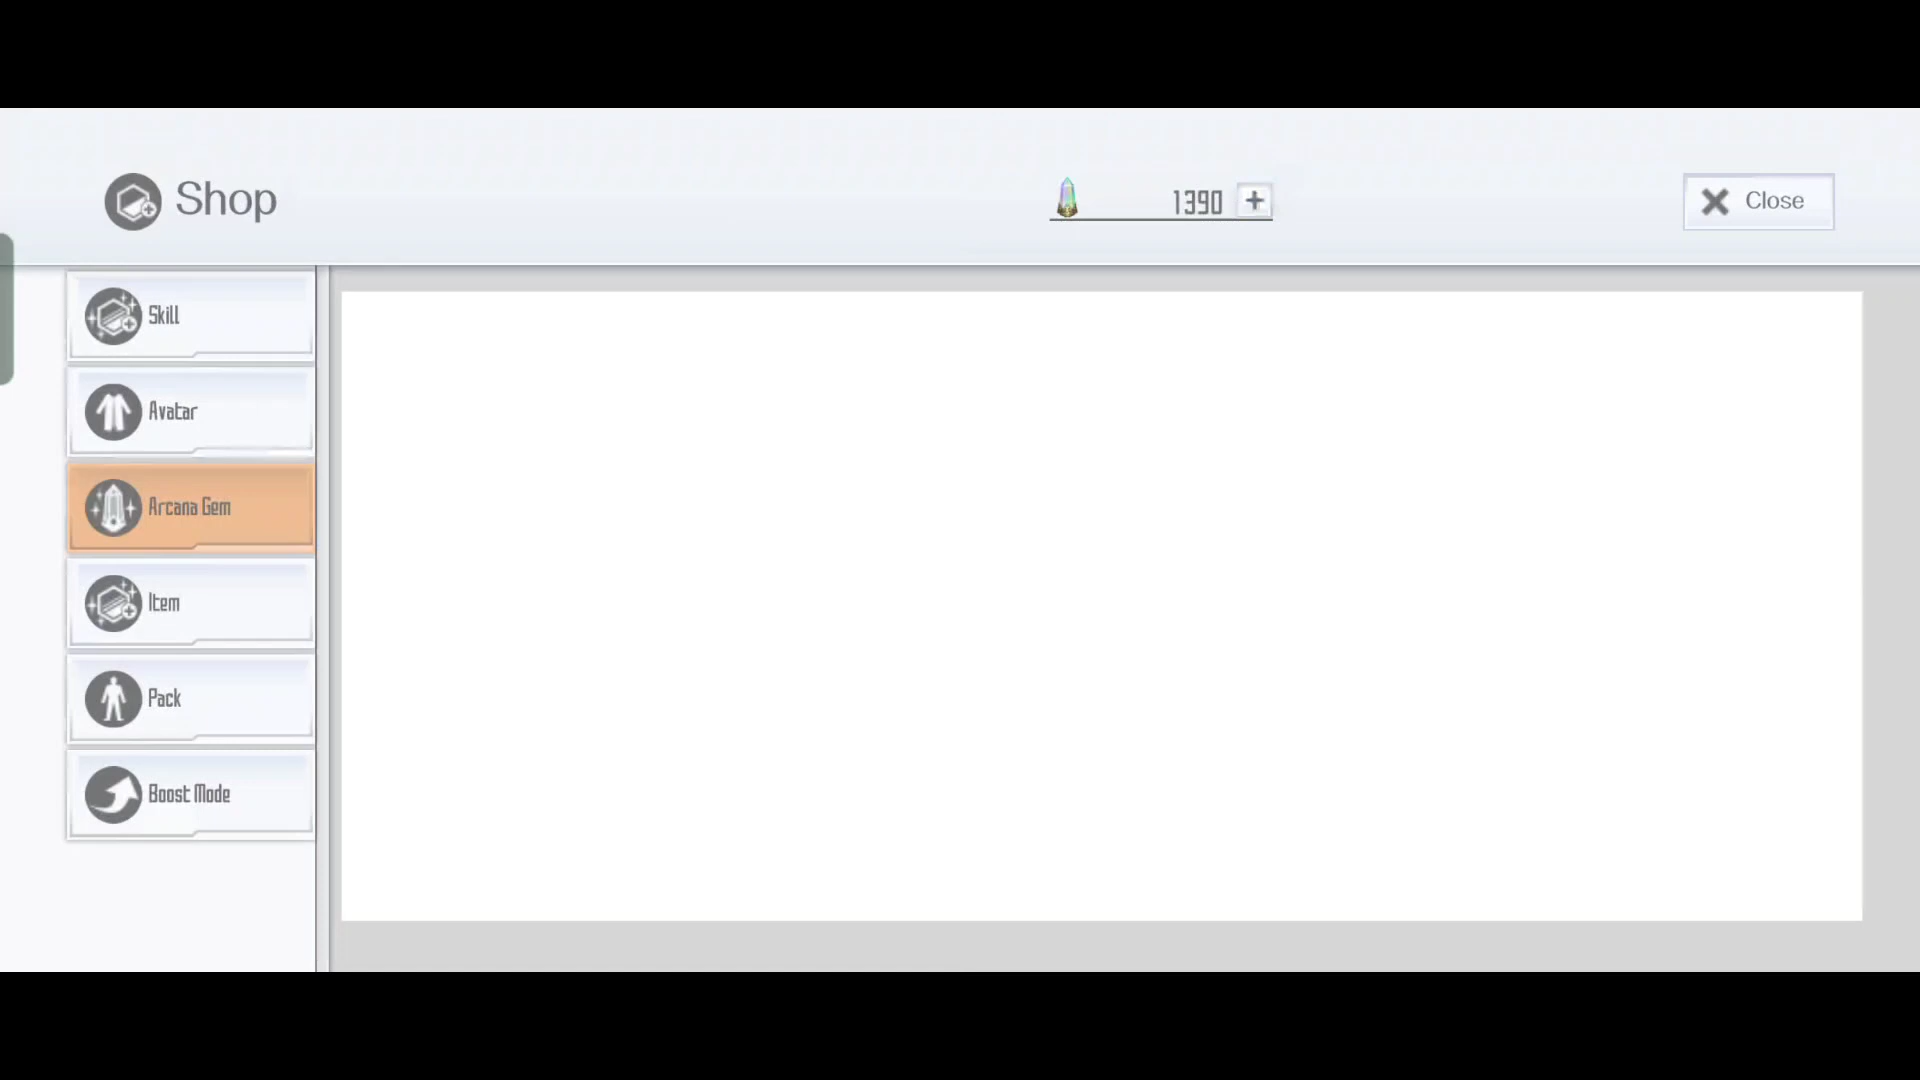 Shop
1390
Close
Skill
Avatar
Arcana Gem
Item
Pack
Boost Mode